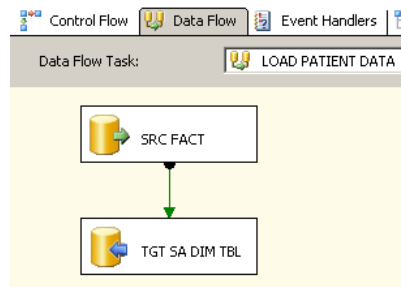 Control Flow Data Flow Event Handlers
Data Flow Task: LOAD PATIENT DATA
SRC FACT
TGT SA DIM TBL